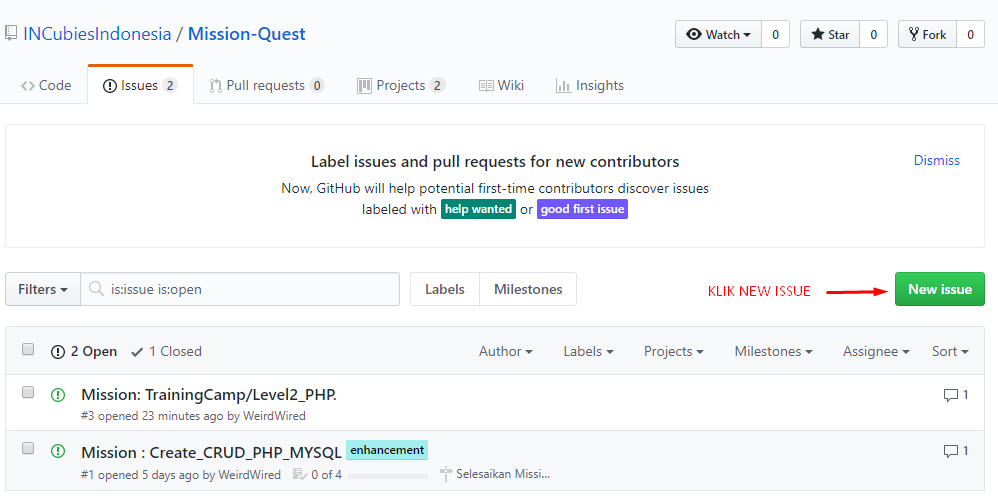 INCubiesIndonesia / Mission-Quest
Watch 0 Star 0 Fork 0
Code Issues 2 Pull requests 0 Projects 2 Wiki Insights
Label issues and pull requests for new contributors
Dismiss
Now, GitHub will help potential first-time contributors discover issues
labeled with help wanted or good first issue
Filters is:issue is:open Labels Milestones KLIK NEW ISSUE New issue
2 Open 1 Closed Author Labels Projects Milestones Assignee Sort
Mission: TrainingCamp/Level2_PHP. 1
#3 opened 23 minutes ago by WeirdWired
Mission : Create_CRUD_PHP_MYSQL enhancement 1
#1 opened 5 days ago by WeirdWired 0 of 4 Selesaikan Missi...